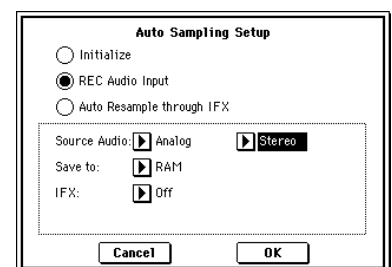 Auto Sampling Setup
Initialize
REC Audio Input
Auto Resample through IFX
Source Audio: Analog Stereo
Save to: RAM
IFX: Off
Cancel OK